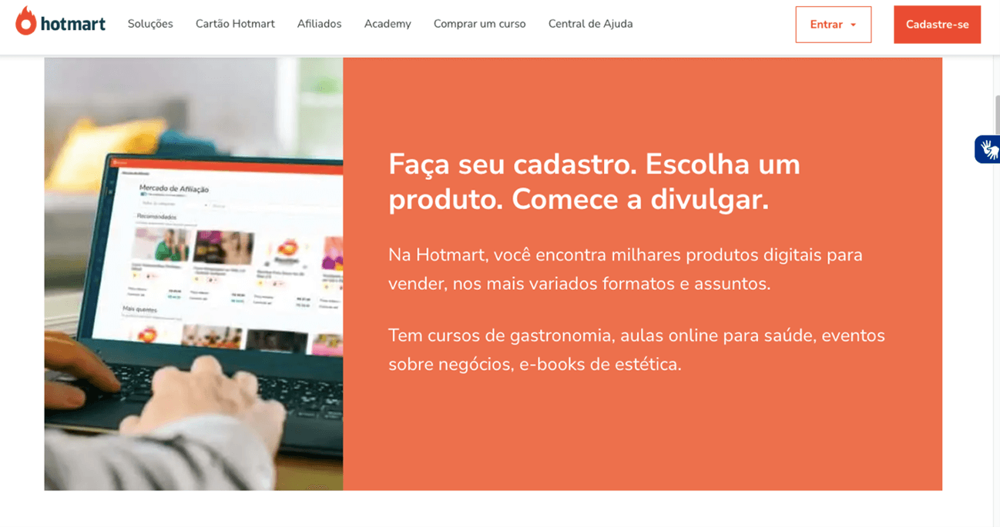 hotmart
Soluções
Cartão Hotmart
Afiliados
Academy
Comprar um curso
Central de Ajuda
Entrar
Cadastre-se
Mercado de Afiliação
Recomendados
Mais quentes
Faça seu cadastro. Escolha um
produto. Comece a divulgar.
Na Hotmart, você encontra milhares produtos digitais para
vender, nos mais variados formatos e assuntos.
Tem cursos de gastronomia, aulas online para saúde, eventos
sobre negócios, e-books de estética.